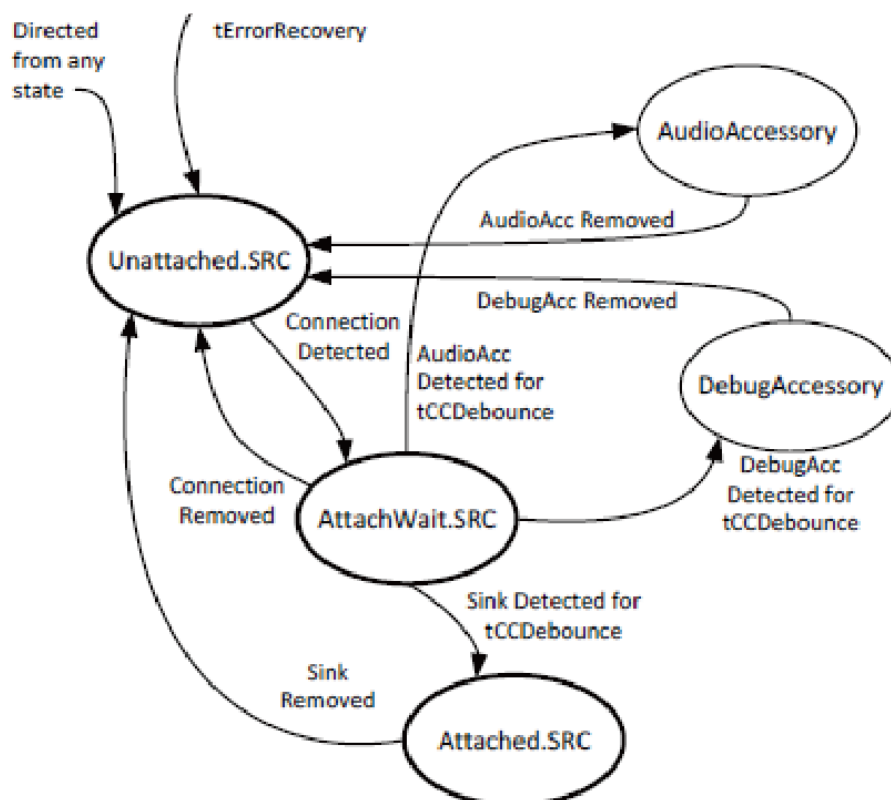 Directed
from any
state
tErrorRecovery
AudioAccessory
AudioAcc Removed
Unattached.SRC
DebugAcc Removed
Connection
Detected
AudioAcc
Detected for
tCCDebounce
DebugAccessory
Connection
Removed
AttachWait.SRC
DebugAcc
Detected for
tCCDebounce
Sink Detected for
tCCDebounce
Sink
Removed
Attached.SRC